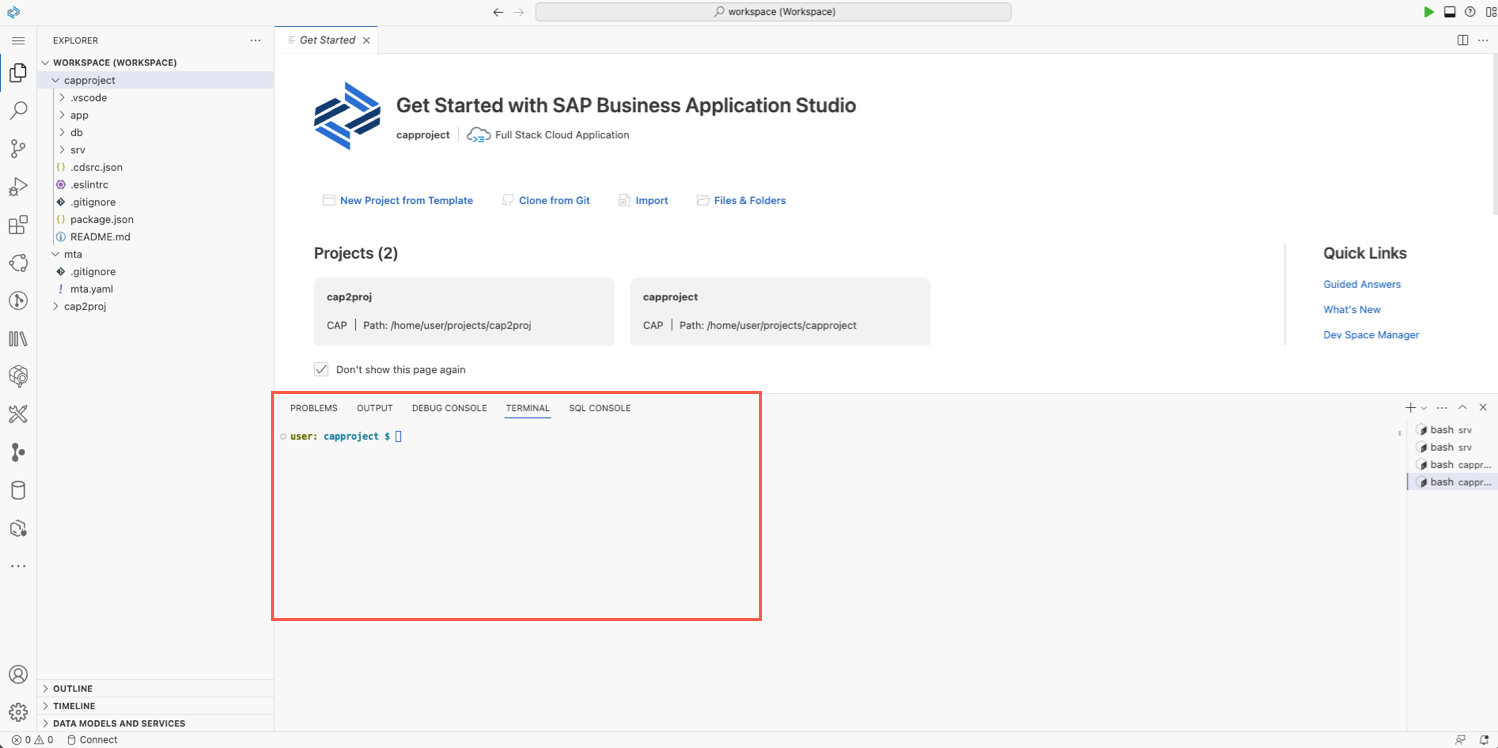 workspace (Workspace)
EXPLORER
WORKSPACE (WORKSPACE)
capproject
.vscode
app
db
srv
.cdsrc.json
.eslintrc
.gitignore
package.json
README.md
mta
.gitignore
mta.yaml
cap2proj
OUTLINE
TIMELINE
DATA MODELS AND SERVICES
Get Started
Get Started with SAP Business Application Studio
capproject | Full Stack Cloud Application
New Project from Template Clone from Git Import Files & Folders
Projects (2)
cap2proj
CAP | Path: /home/user/projects/cap2proj
capproject
CAP | Path: /home/user/projects/capproject
Don't show this page again
Quick Links
Guided Answers
What's New
Dev Space Manager
PROBLEMS OUTPUT DEBUG CONSOLE TERMINAL SQL CONSOLE
user: capproject $
bash srv
bash srv
bash cappr...
bash cappr...
0 0 Connect